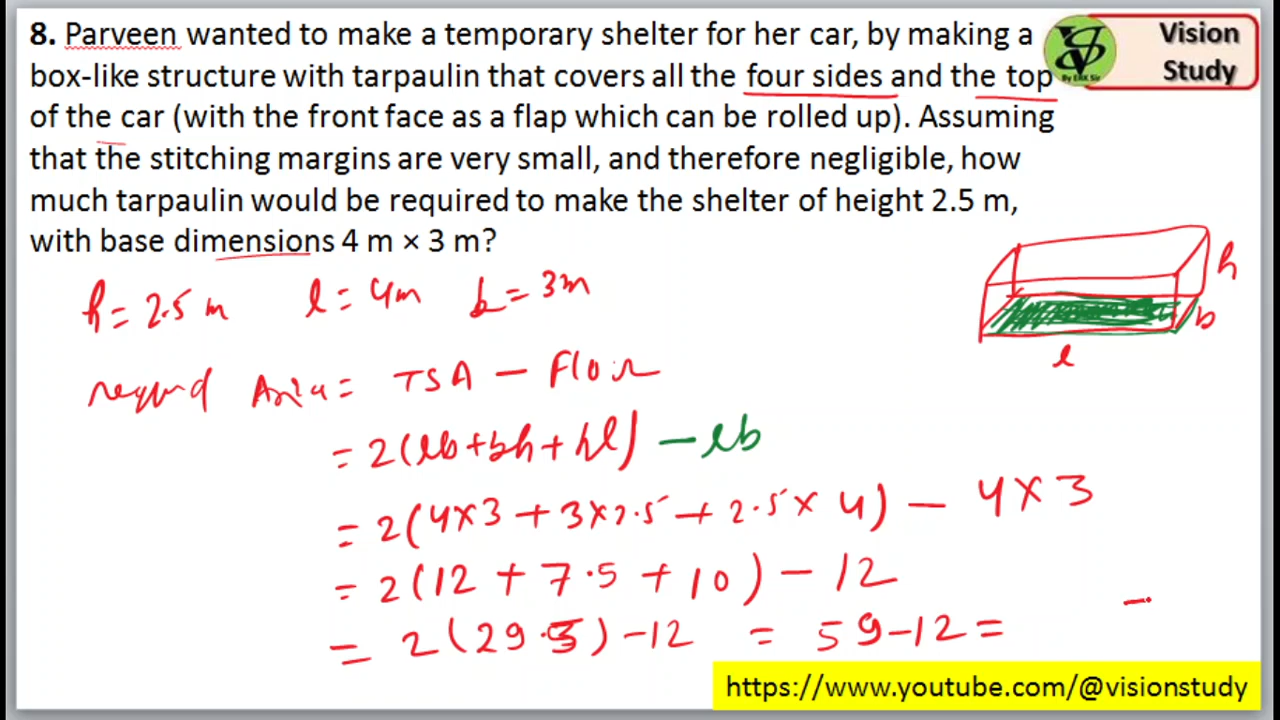 8. Parveen wanted to make a temporary shelter for her car, by making a
box-like structure with tarpaulin that covers all the four sides and the top
of the car (with the front face as a flap which can be rolled up). Assuming
that the stitching margins are very small, and therefore negligible, how
much tarpaulin would be required to make the shelter of height 2.5 m,
with base dimensions 4 m × 3 m?
Vision
Study
By ERK Sir
h = 2.5 m l = 4m b = 3m
h
b
l
Area = TSA - Floor
= 2(lb+bh+hl) - lb
= 2(4×3 + 3×2.5 + 2.5×4) - 4×3
= 2(12 + 7.5 + 10) - 12
= 2(29.5) - 12 = 59-12 =
https://www.youtube.com/@visionstudy